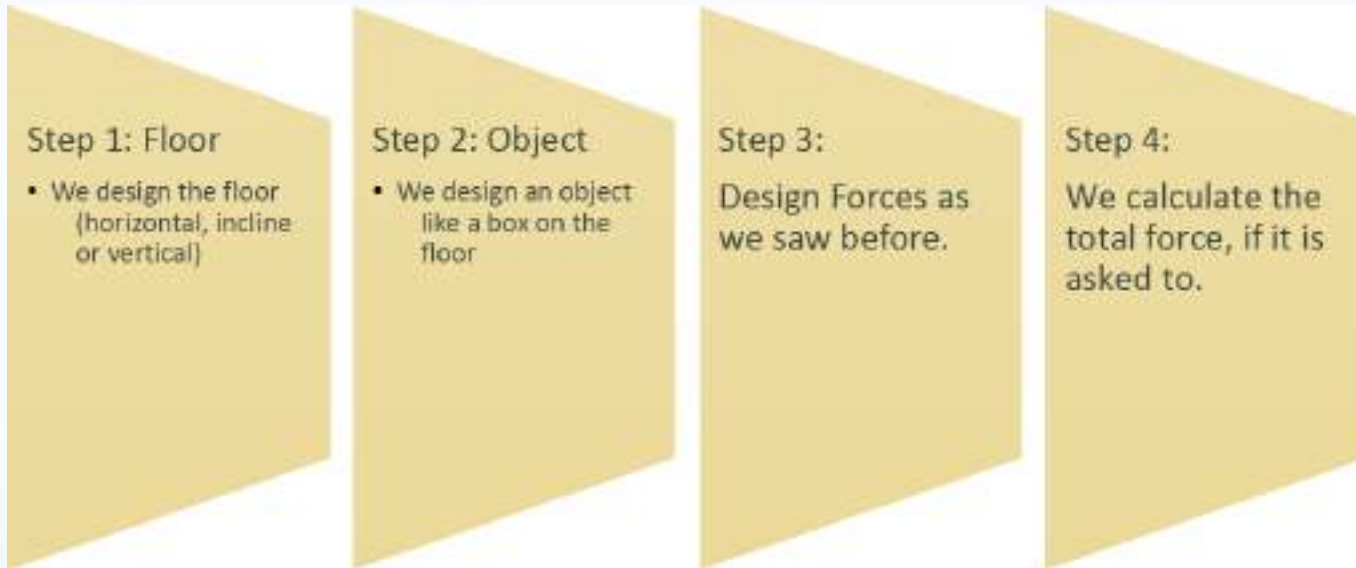 Step 1: Floor
• We design the floor
(horizontal, incline
or vertical)
Step 2: Object
• We design an object
like a box on the
floor
Step 3:
Design Forces as
we saw before.
Step 4:
We calculate the
total force, if it is
asked to.